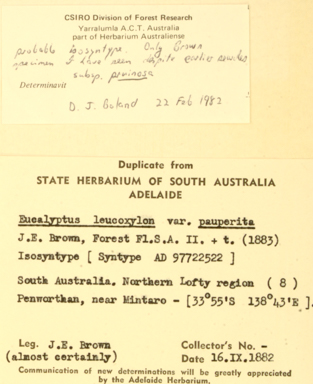 CSIRO Division of Forest Research
Yarralumla A.C.T. Australia
part of Herbarium Australiense
probable isosyntype. Only Brown
specimen I have seen despite earlier searches
subsp. pruinosa
Determinavit
D. J. Boland 22 Feb 1982
Duplicate from
STATE HERBARIUM OF SOUTH AUSTRALIA
ADELAIDE
Eucalyptus leucoxylon var. pauperita
J.E. Brown, Forest Fl.S.A. II. + t. (1883)
Isosyntype [ Syntype AD 97722522 ]
South Australia. Northern Lofty region ( 8 )
Penworthan, near Mintaro - [33°55'S 138°43'E ].
Leg. J.E. Brown Collector's No. -
(almost certainly) Date 16.IX.1882
Communication of new determinations will be greatly appreciated
by the Adelaide Herbarium.